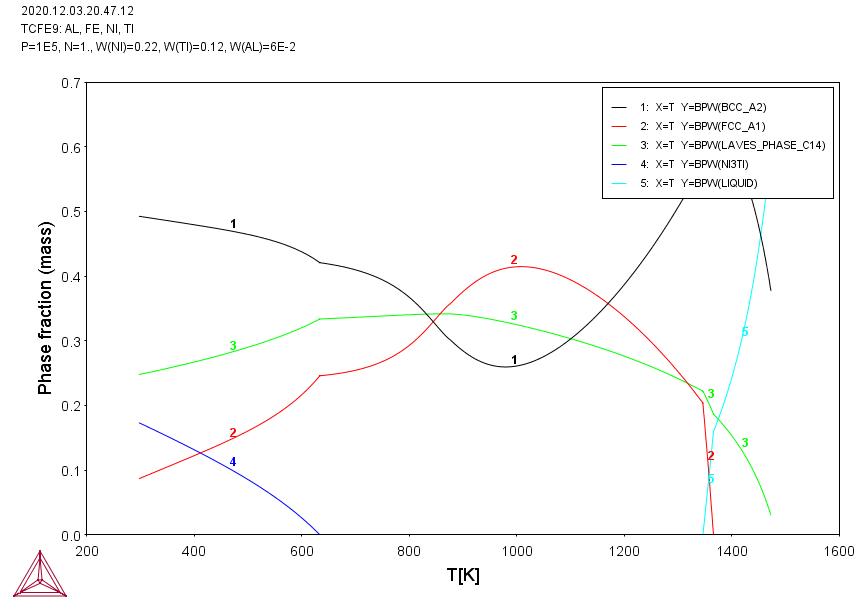 2020.12.03.20.47.12
TCFE9: AL, FE, NI, TI
P=1E5, N=1., W(NI)=0.22, W(TI)=0.12, W(AL)=6E-2
0.7
0.6
0.5
0.4
0.3
0.2
0.1
0.0
Phase fraction (mass)
1: X=T Y=BPW(BCC_A2)
2: X=T Y=BPW(FCC_A1)
3: X=T Y=BPW(LAVES_PHASE_C14)
4: X=T Y=BPW(NI3TI)
5: X=T Y=BPW(LIQUID)
1
2
3
5
3
1
3
2
3
4
2
5
200 400 600 800 1000 1200 1400 1600
T[K]